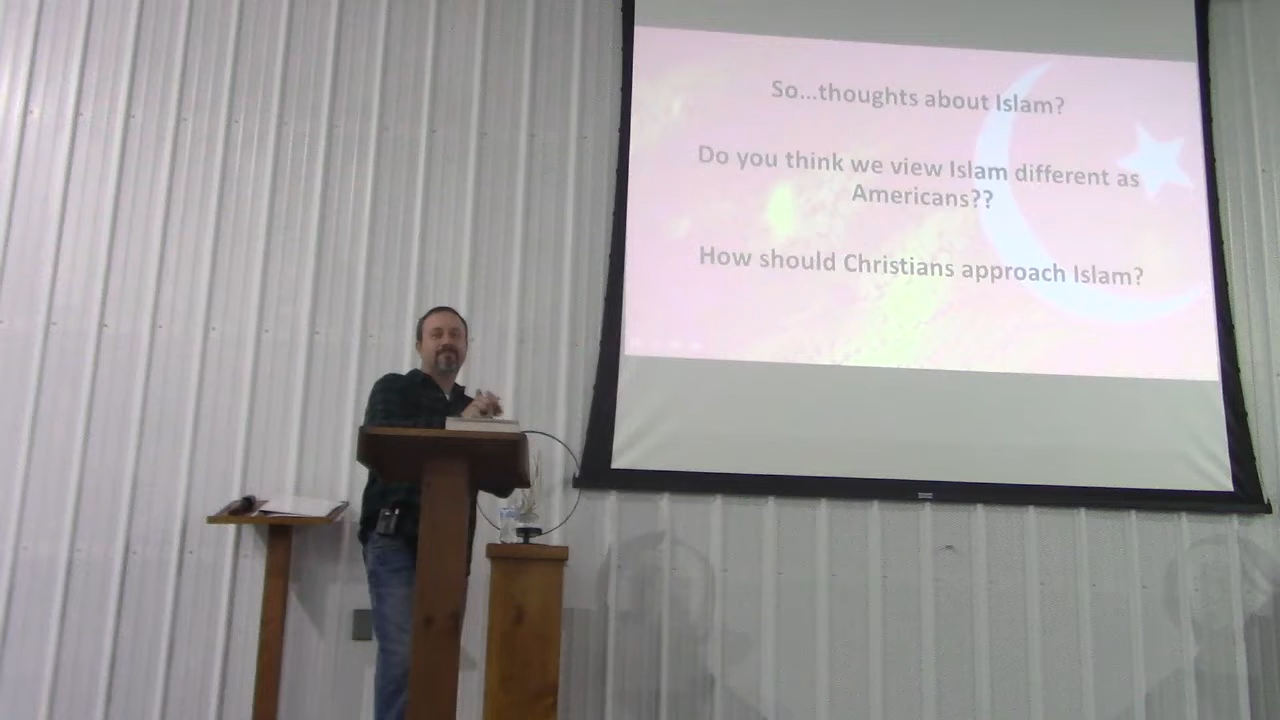 So...thoughts about Islam?
Do you think we view Islam different as
Americans??
How should Christians approach Islam?